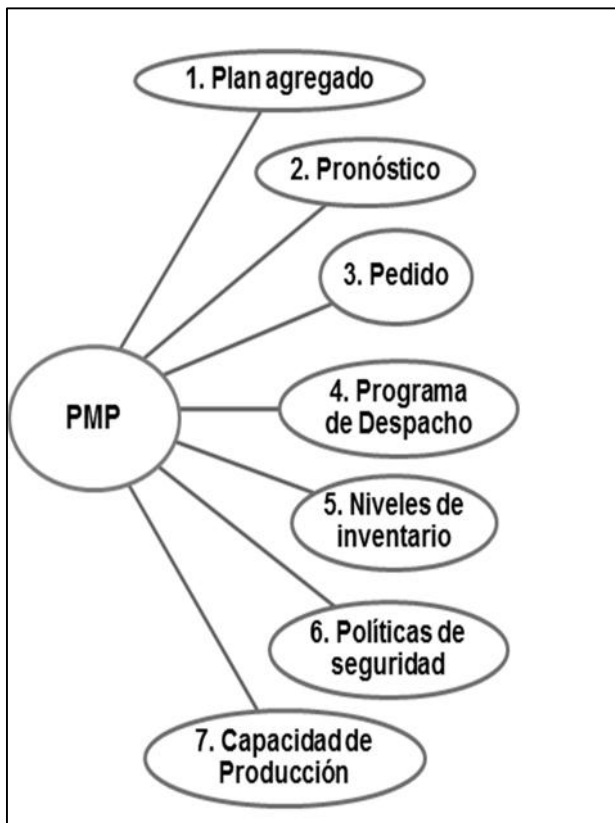 1. Plan agregado
2. Pronóstico
3. Pedido
PMP
4. Programa
de Despacho
5. Niveles de
inventario
6. Políticas de
seguridad
7. Capacidad de
Producción